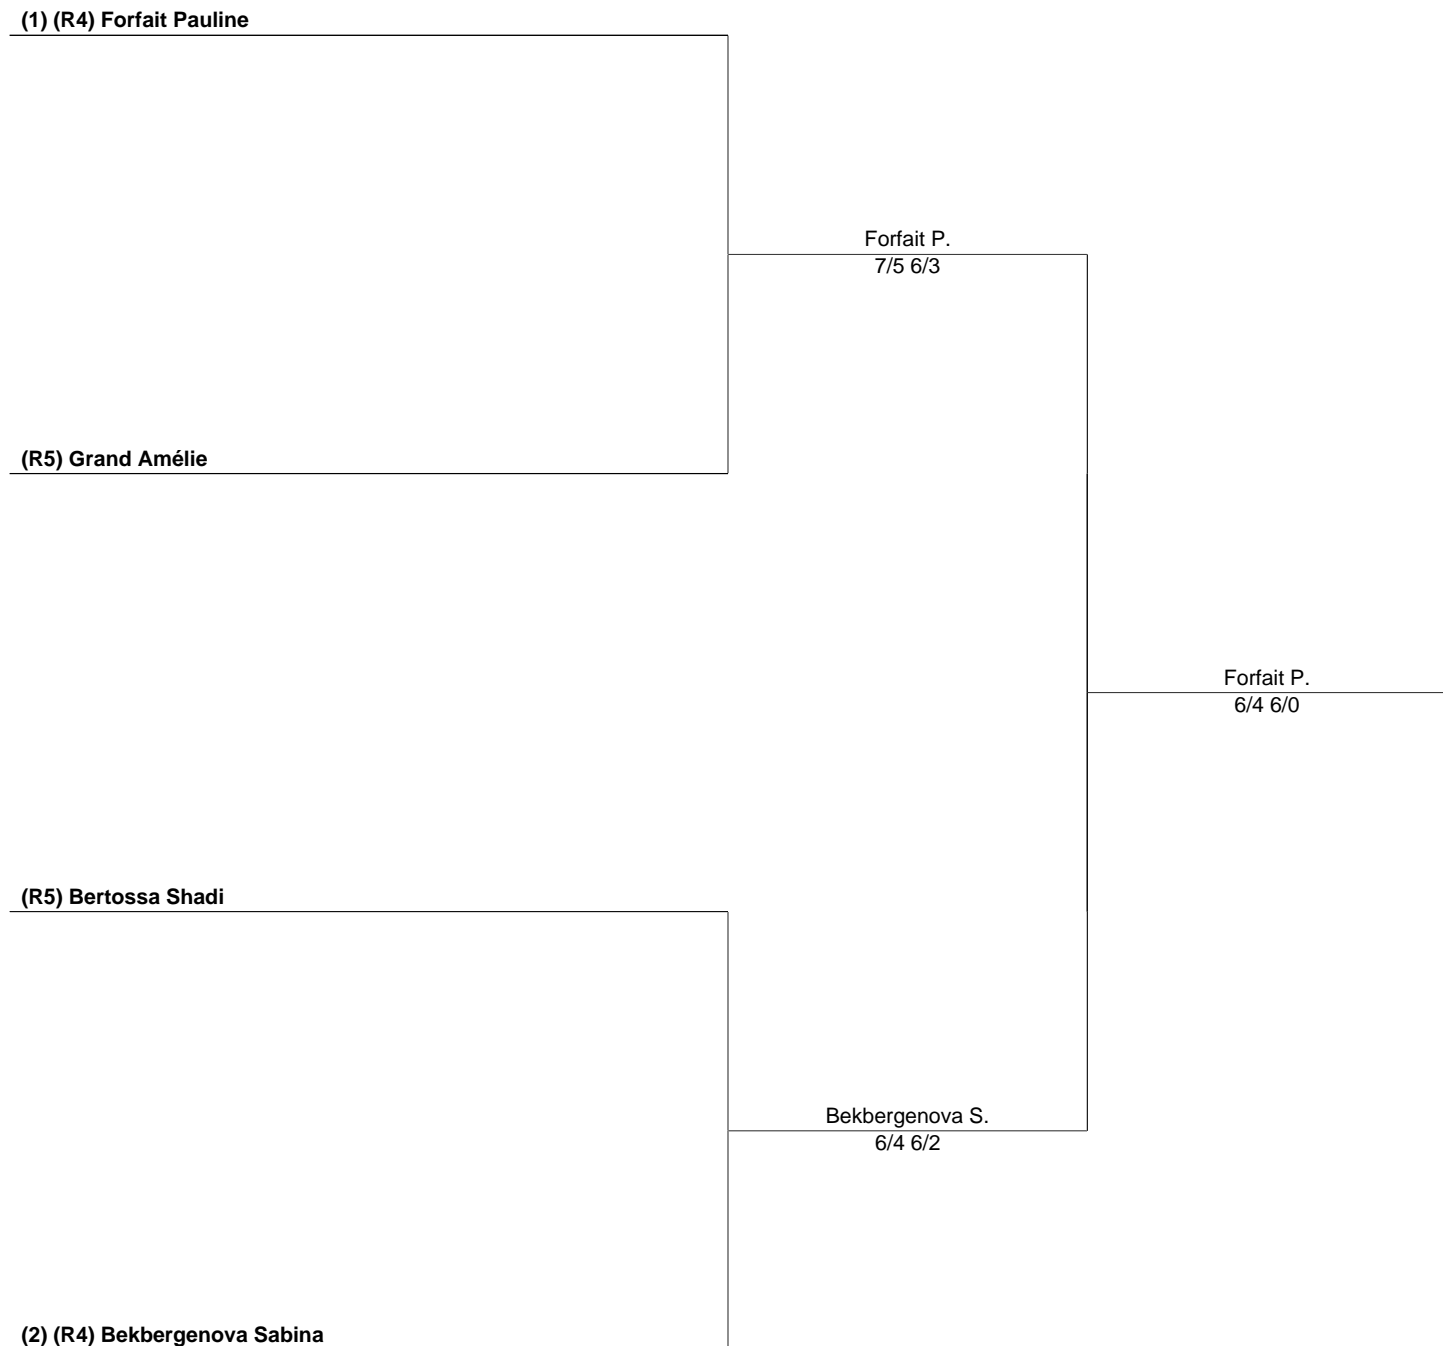 (1) (R4) Forfait Pauline
Forfait P.
7/5 6/3
(R5) Grand Amélie
Forfait P.
6/4 6/0
(R5) Bertossa Shadi
Bekbergenova S.
6/4 6/2
(2) (R4) Bekbergenova Sabina